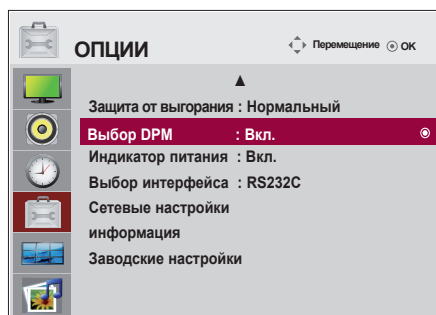 ОПЦИИ
Перемещение OK
Защита от выгорания : Нормальный
Выбор DPM : Вкл.
Индикатор питания : Вкл.
Выбор интерфейса : RS232C
Сетевые настройки
информация
Заводские настройки